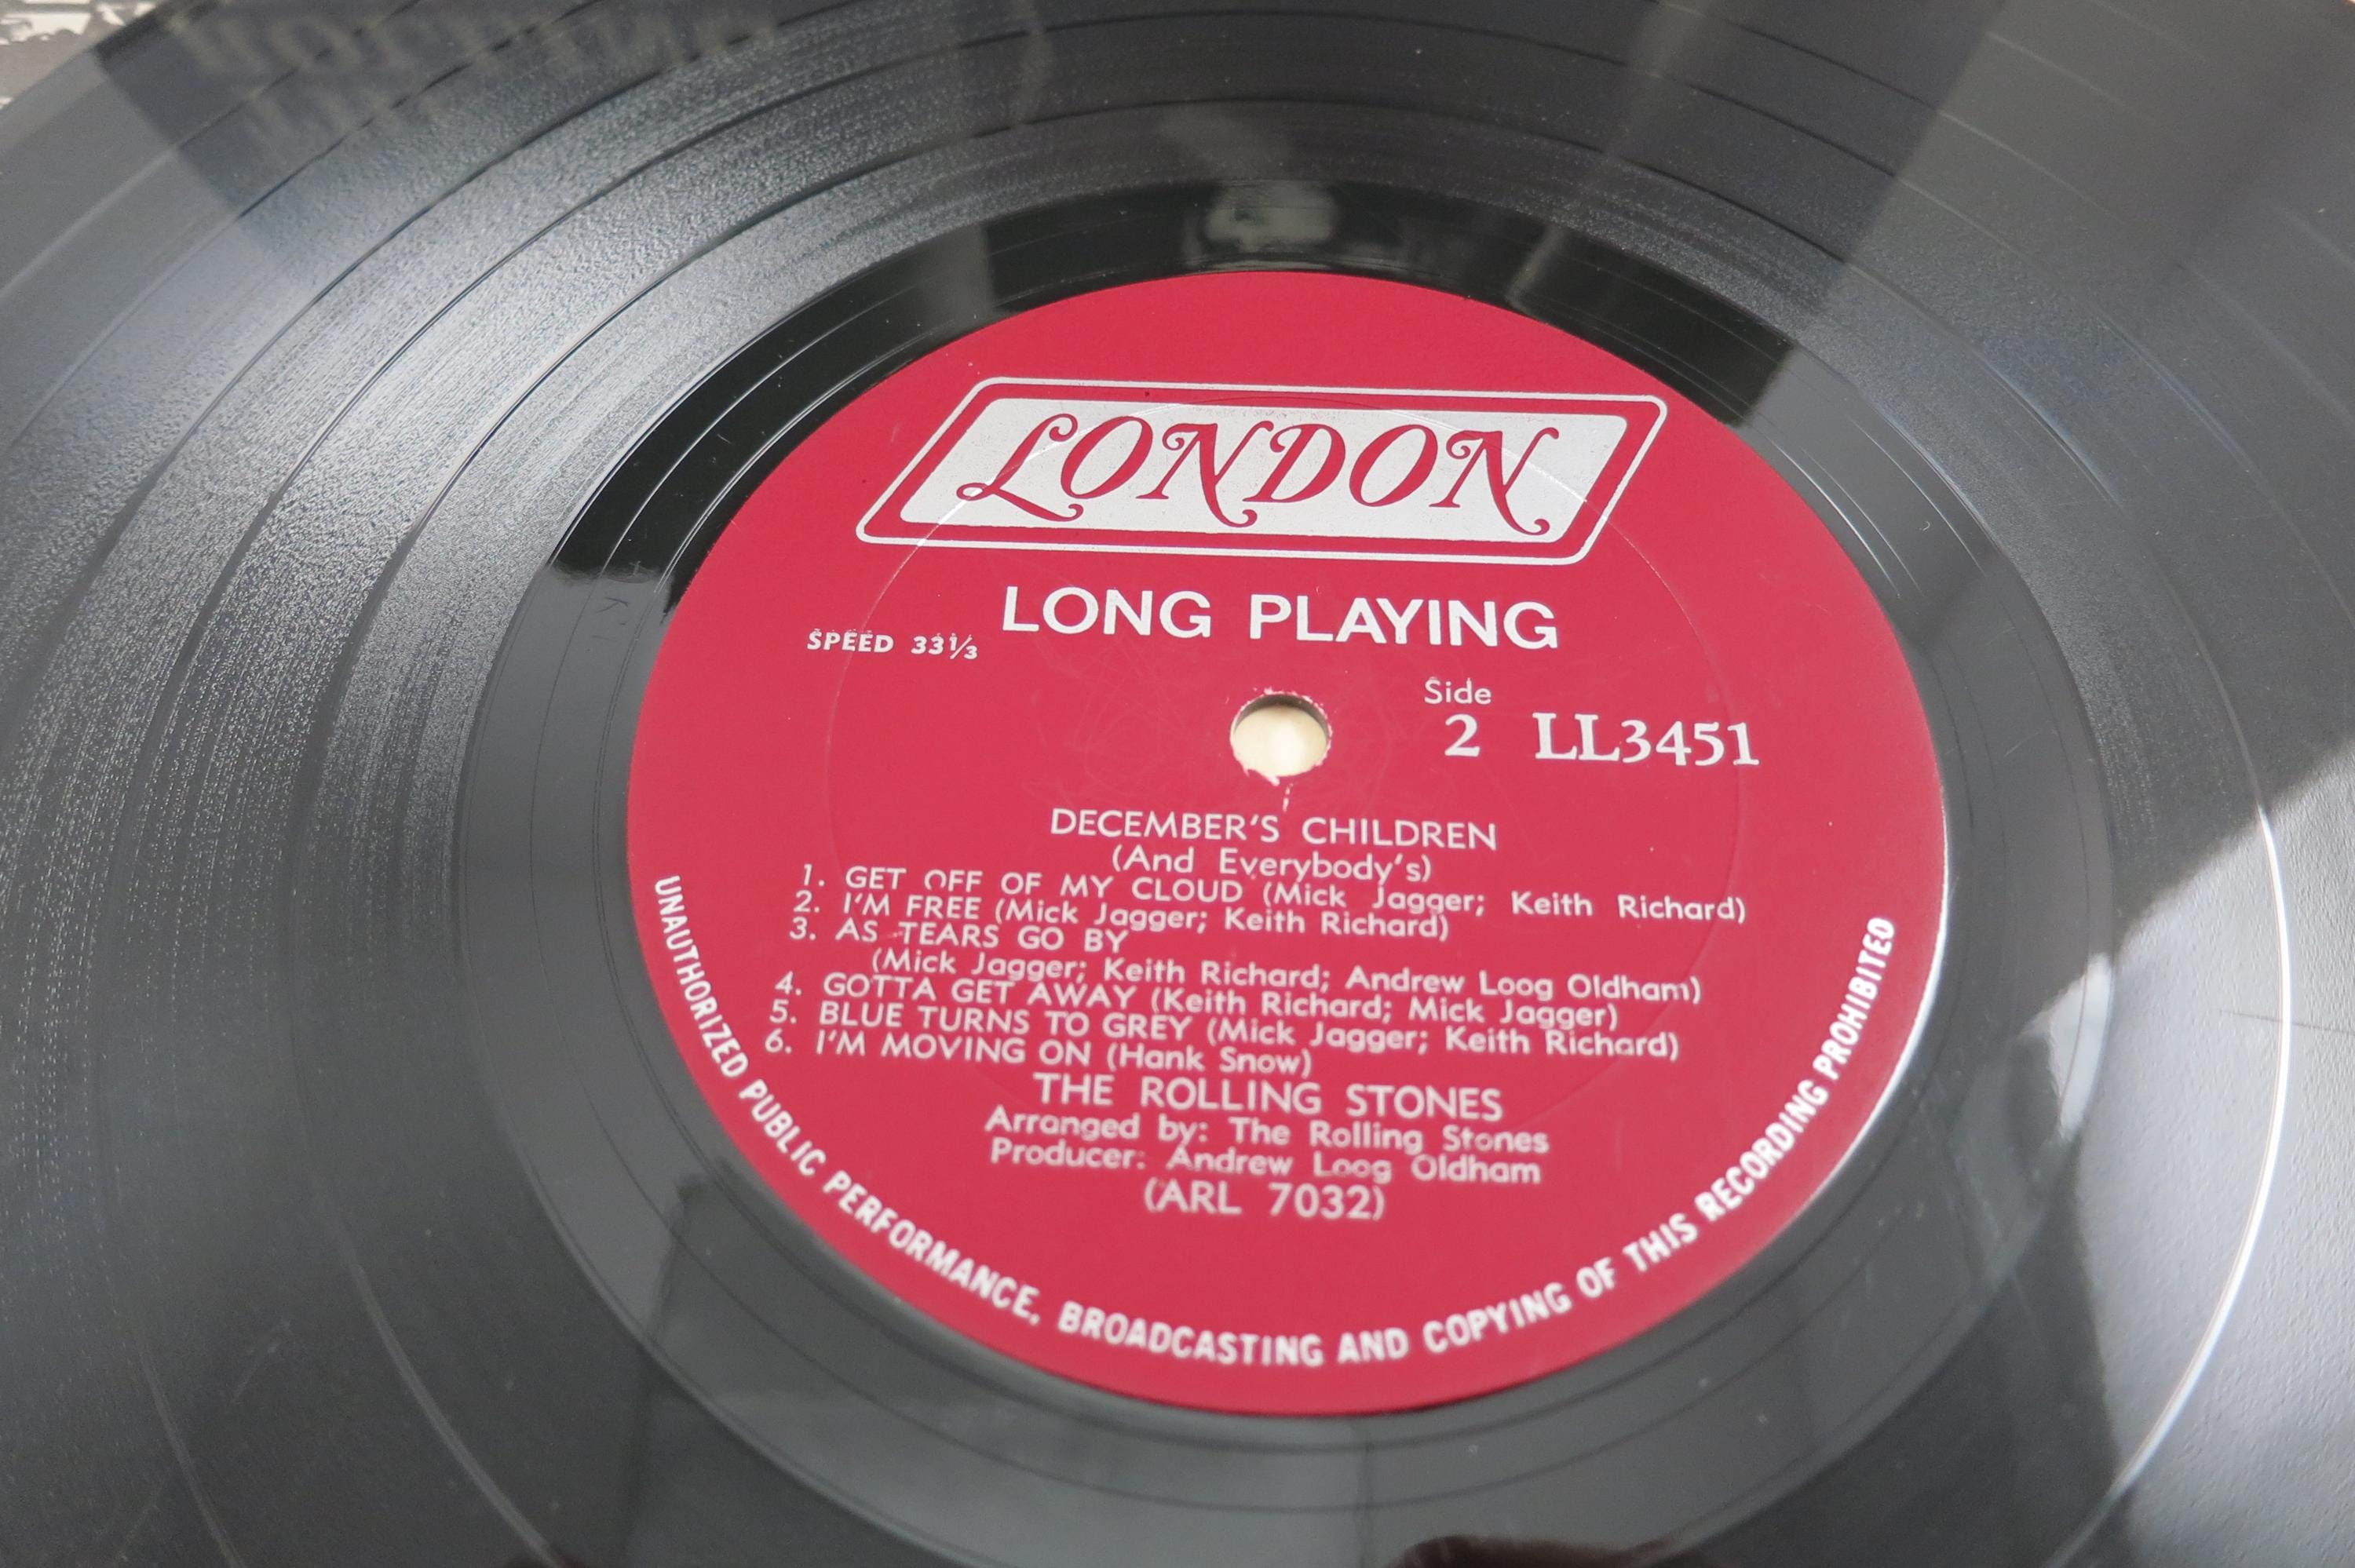 LONDON
LONG PLAYING
SPEED 33⅓
Side
2 LL3451
DECEMBER'S CHILDREN
(And Everybody's)
1. GET OFF OF MY CLOUD (Mick Jagger; Keith Richard)
2. I'M FREE (Mick Jagger; Keith Richard)
3. AS TEARS GO BY
(Mick Jagger; Keith Richard; Andrew Loog Oldham)
4. GOTTA GET AWAY (Keith Richard; Mick Jagger)
5. BLUE TURNS TO GREY (Mick Jagger; Keith Richard)
6. I'M MOVING ON (Hank Snow)
THE ROLLING STONES
Arranged by: The Rolling Stones
Producer: Andrew Loog Oldham
(ARL 7032)
UNAUTHORIZED PUBLIC PERFORMANCE, BROADCASTING AND COPYING OF THIS RECORDING PROHIBITED